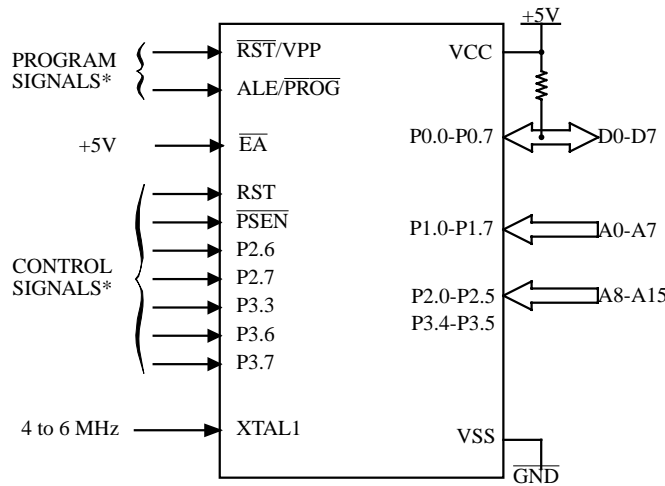 +5V
PROGRAM
SIGNALS*
RST/VPP
ALE/PROG
VCC
+5V
EA
P0.0-P0.7
D0-D7
RST
PSEN
P2.6
P2.7
P3.3
P3.6
P3.7
CONTROL
SIGNALS*
P1.0-P1.7
A0-A7
P2.0-P2.5
P3.4-P3.5
A8-A15
4 to 6 MHz
XTAL1
VSS
GND